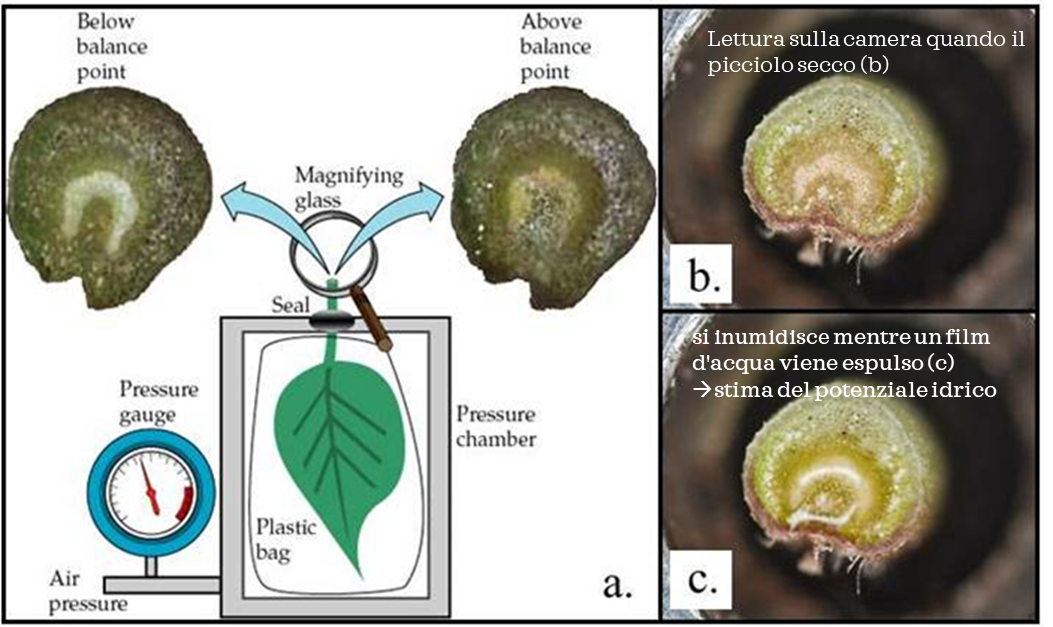 Below
balance
point
Above
balance
point
Magnifying
glass
Seal
Pressure
gauge
Pressure
chamber
Plastic
bag
Air
pressure
a.
Lettura sulla camera quando il
picciolo secco (b)
b.
si inumidisce mentre un film
d'acqua viene espulso (c)
→stima del potenziale idrico
c.